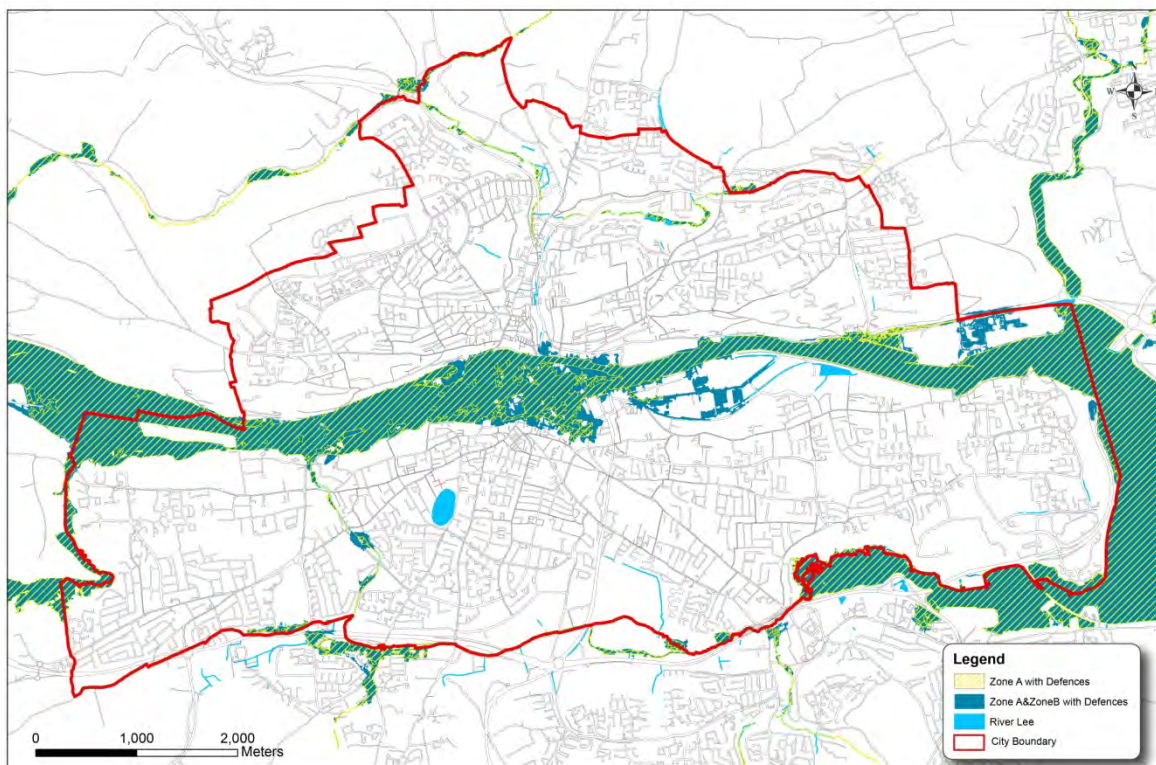 N
W
S
Legend
Zone A with Defences
Zone A&ZoneB with Defences
River Lee
City Boundary
0 1,000 2,000
Meters